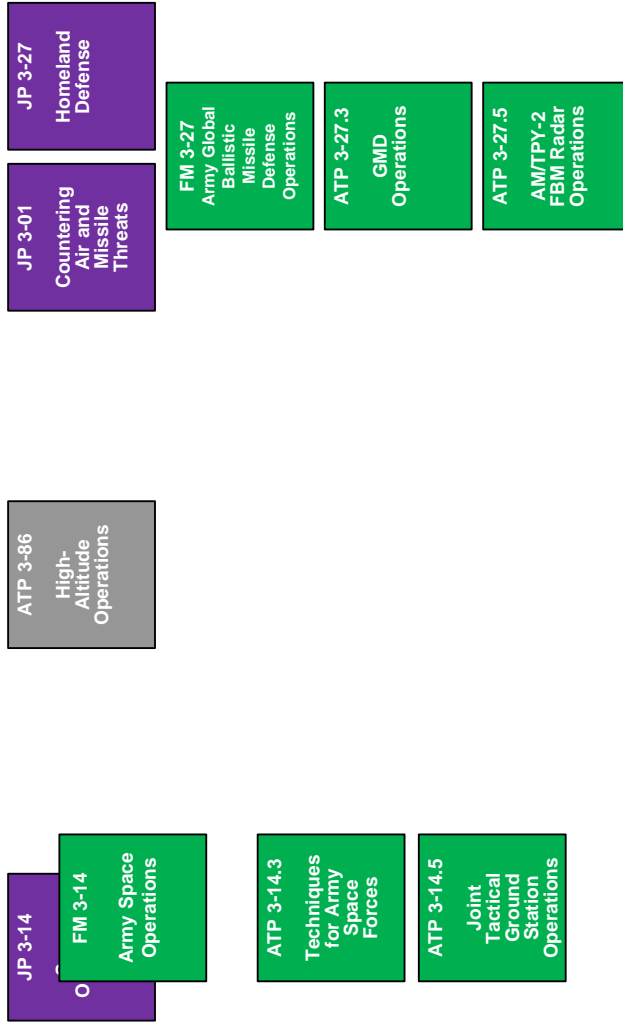 JP 3-27
Homeland
Defense
JP 3-01
Countering
Air and
Missile
Threats
FM 3-27
Army Global
Ballistic
Missile
Defense
Operations
ATP 3-27.3
GMD
Operations
ATP 3-27.5
AM/TPY-2
FBM Radar
Operations
ATP 3-86
High-
Altitude
Operations
JP 3-14
FM 3-14
Army Space
Operations
ATP 3-14.3
Techniques
for Army
Space
Forces
ATP 3-14.5
Joint
Tactical
Ground
Station
Operations